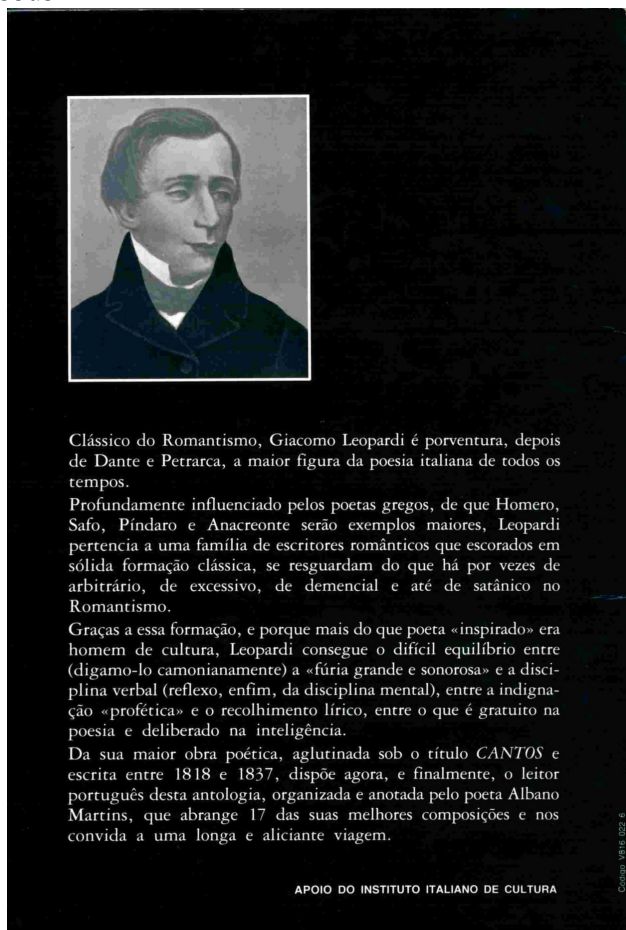 Clássico do Romantismo, Giacomo Leopardi é porventura, depois
de Dante e Petrarca, a maior figura da poesia italiana de todos os
tempos.
Profundamente influenciado pelos poetas gregos, de que Homero,
Safo, Píndaro e Anacreonte serão exemplos maiores, Leopardi
pertencia a uma família de escritores românticos que escorados em
sólida formação clássica, se resguardam do que há por vezes de
arbitrário, de excessivo, de demencial e até de satânico no
Romantismo.
Graças a essa formação, e porque mais do que poeta «inspirado» era
homem de cultura, Leopardi consegue o difícil equilíbrio entre
(digamo-lo camonianamente) a «fúria grande e sonorosa» e a disci-
plina verbal (reflexo, enfim, da disciplina mental), entre a indigna-
ção «profética» e o recolhimento lírico, entre o que é gratuito na
poesia e deliberado na inteligência.
Da sua maior obra poética, aglutinada sob o título CANTOS e
escrita entre 1818 e 1837, dispõe agora, e finalmente, o leitor
português desta antologia, organizada e anotada pelo poeta Albano
Martins, que abrange 17 das suas melhores composições e nos
convida a uma longa e aliciante viagem.
APOIO DO INSTITUTO ITALIANO DE CULTURA
Código V816 022 6